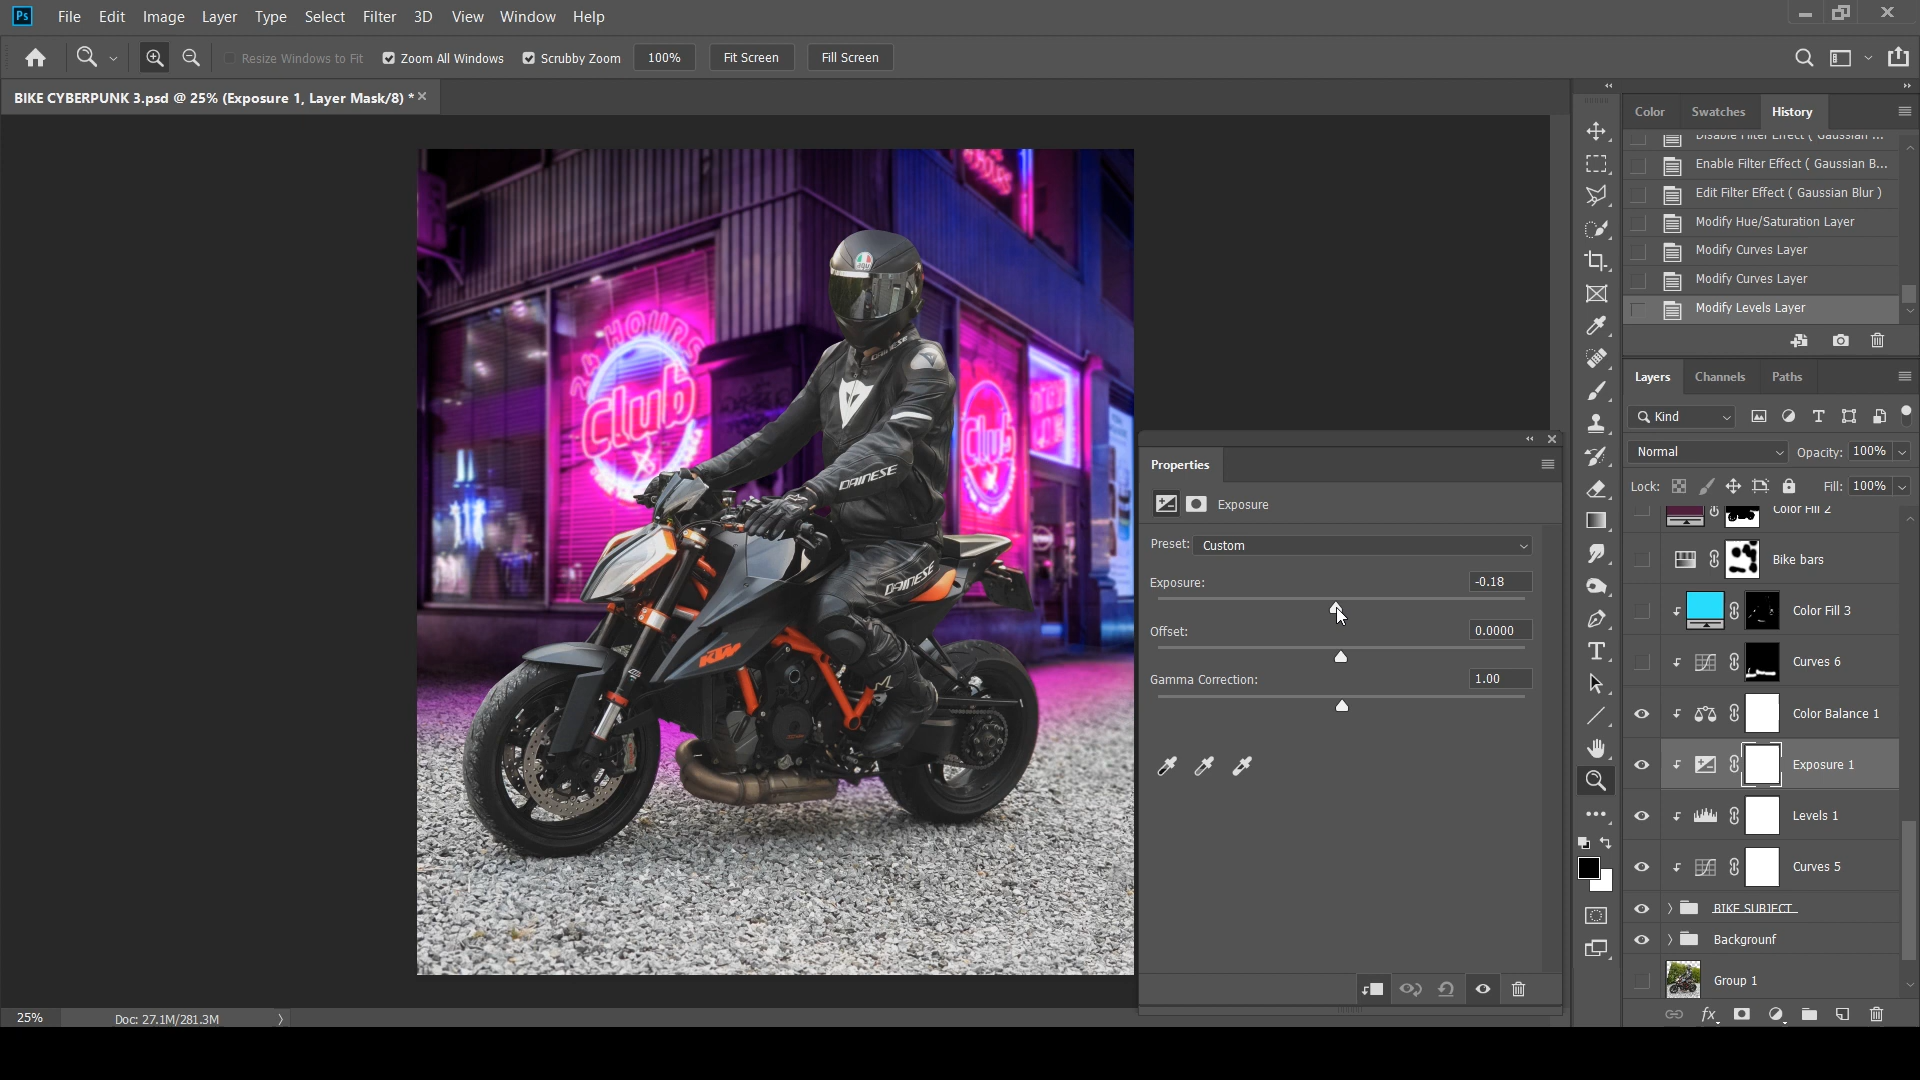 Ps File Edit Image Layer Type Select Filter 3D View Window Help
Resize Windows to Fit Zoom All Windows Scrubby Zoom 100% Fit Screen Fill Screen
BIKE CYBERPUNK 3.psd @ 25% (Exposure 1, Layer Mask/8) *
Color Swatches History
Disable Filter Effect ( Gaussian ...
Enable Filter Effect ( Gaussian B...
Edit Filter Effect ( Gaussian Blur )
Modify Hue/Saturation Layer
Modify Curves Layer
Modify Curves Layer
Modify Levels Layer
Layers Channels Paths
Kind
Normal Opacity: 100%
Lock: Fill: 100%
Color Fill 2
Bike bars
Color Fill 3
Curves 6
Color Balance 1
Exposure 1
Levels 1
Curves 5
BIKE SUBJECT
Backgrounf
Group 1
Properties
Exposure
Preset: Custom
Exposure: -0.18
Offset: 0.0000
Gamma Correction: 1.00
24 HOURS
Club
Club
DAINESE
DAINESE
DAINESE
KTM
25% Doc: 27.1M/281.3M